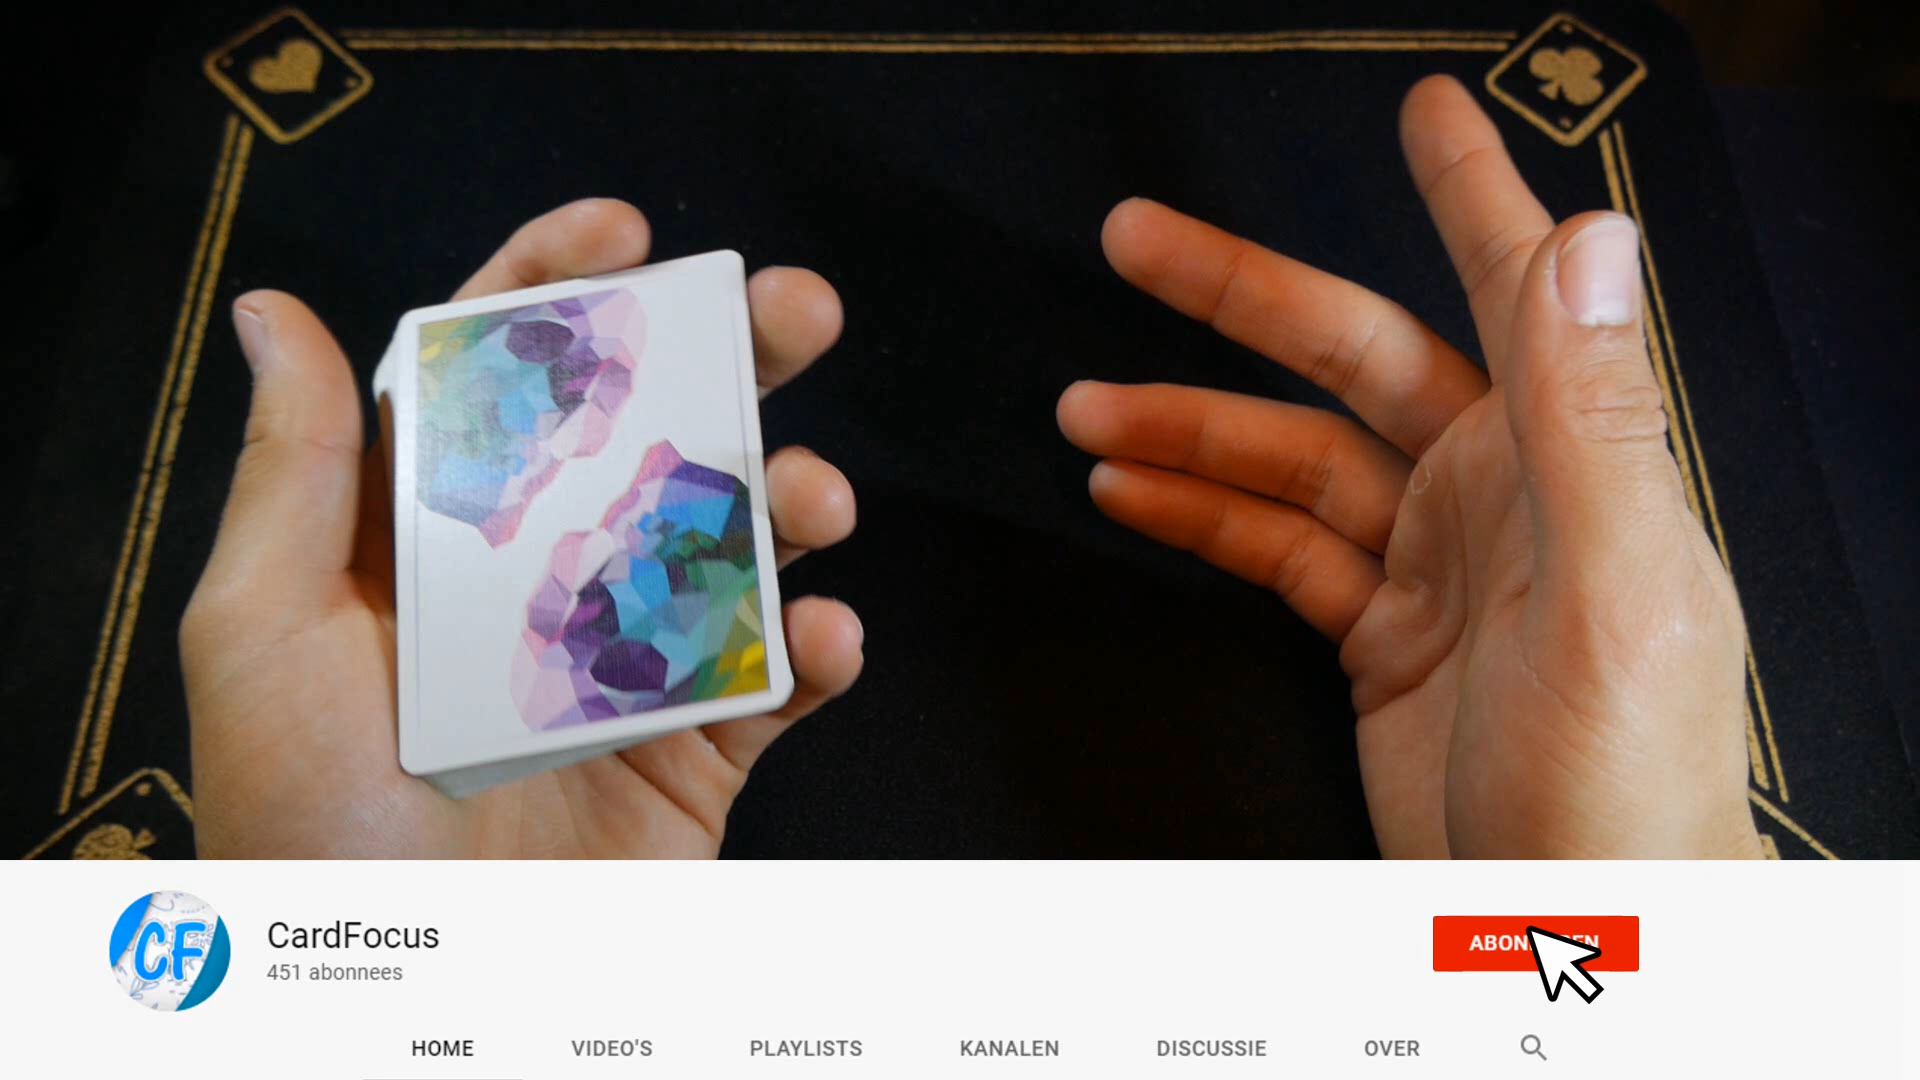 CF
CardFocus
451 abonnees
HOME VIDEO'S PLAYLISTS KANALEN DISCUSSIE OVER